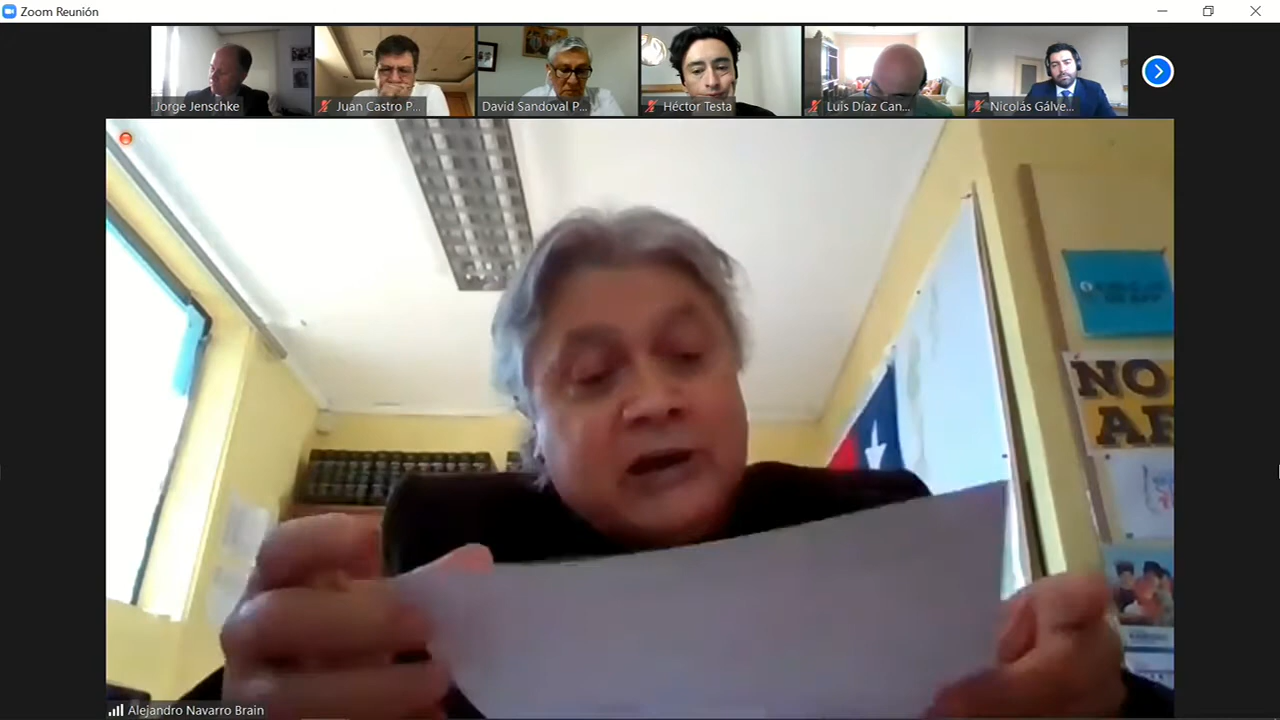 Zoom Reunión
Jorge Jenschke
Juan Castro P...
David Sandoval P...
Héctor Testa
Luis Díaz Can...
Nicolás Gálve...
NO
AF
Alejandro Navarro Brain